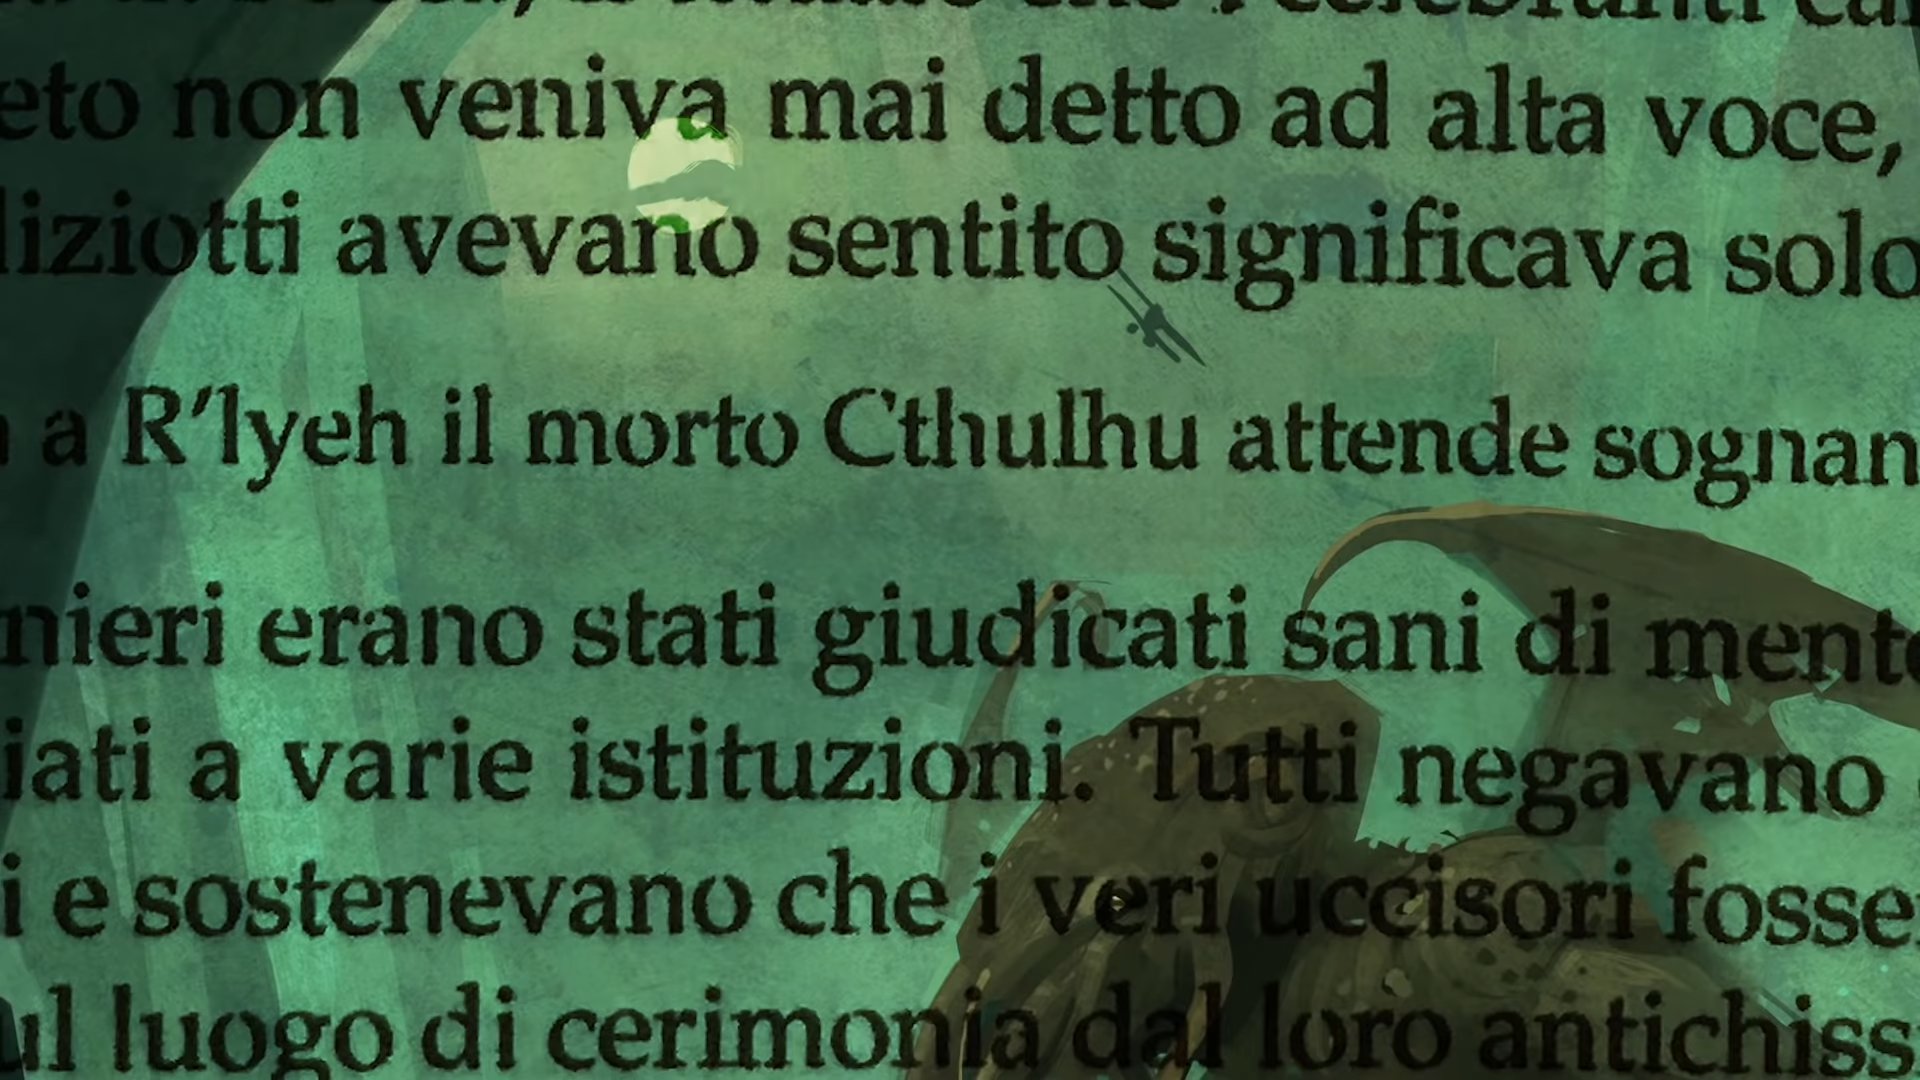 eto non veniva mai detto ad alta voce,
liziotti avevano sentito significava solo
a R'lyeh il morto Cthulhu attende sognan
nieri erano stati giudicati sani di mente
iati a varie istituzioni. Tutti negavano
i e sostenevano che i veri uccisori fosse
ul luogo di cerimonia dal loro antichiss